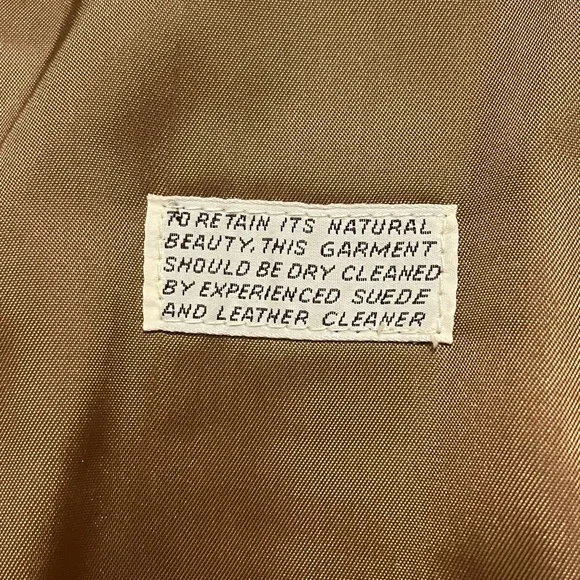 TO RETAIN ITS NATURAL
BEAUTY, THIS GARMENT
SHOULD BE DRY CLEANED
BY EXPERIENCED SUEDE
AND LEATHER CLEANER